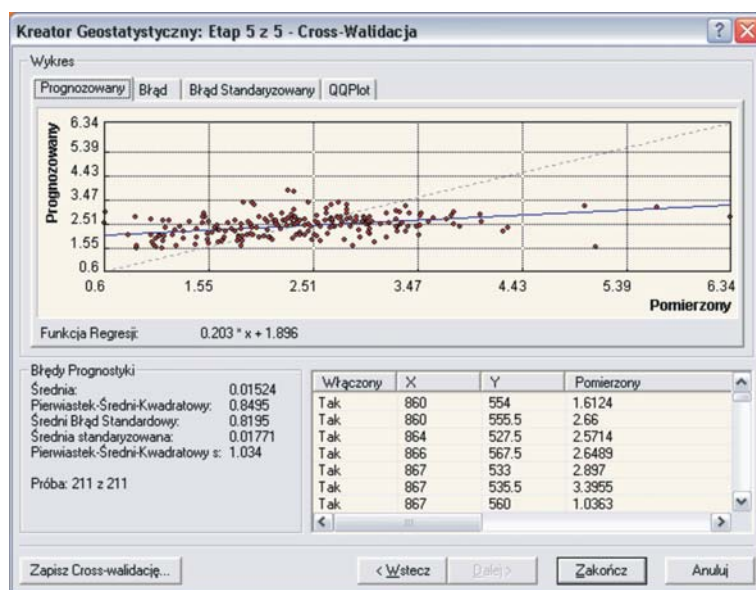 Kreator Geostatystyczny: Etap 5 z 5 - Cross-Walidacja
Wykres
Prognozowany Błąd Błąd Standaryzowany QQPlot
Prognozowany
6.34
5.39
4.43
3.47
2.51
1.55
0.6
0.6 1.55 2.51 3.47 4.43 5.39 6.34
Pomierzony
Funkcja Regresji: 0.203 * x + 1.896
Błędy Prognostyki
Średnia: 0.01524
Pierwiastek-Średni-Kwadratowy: 0.8495
Średni Błąd Standardowy: 0.8195
Średnia standaryzowana: 0.01771
Pierwiastek-Średni-Kwadratowy s: 1.034
Próba: 211 z 211
Włączony X Y Pomierzony
Tak 860 554 1.6124
Tak 860 555.5 2.66
Tak 864 527.5 2.5714
Tak 866 567.5 2.6489
Tak 867 533 2.897
Tak 867 535.5 3.3955
Tak 867 560 1.0363
Zapisz Cross-walidację... < Wstecz Dalej > Zakończ Anuluj